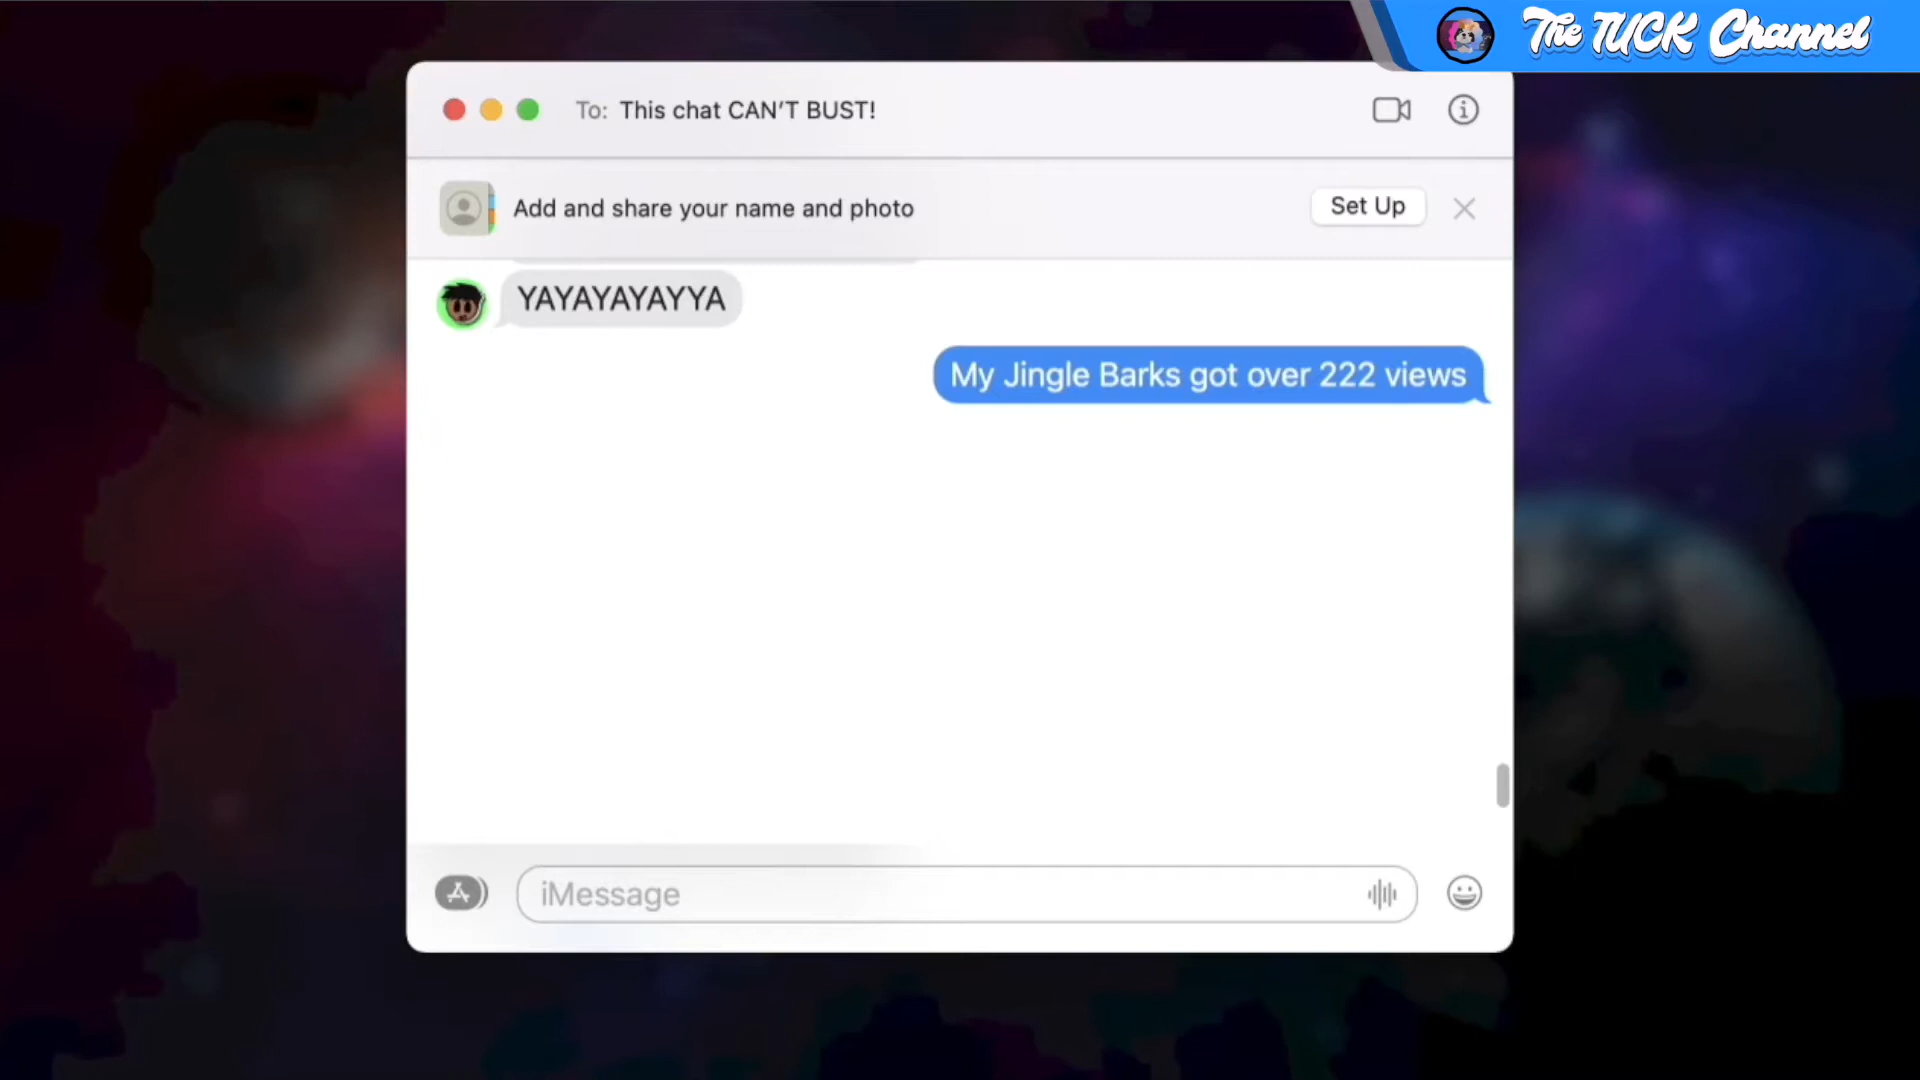 The TUCK Channel
To: This chat CAN'T BUST!
Add and share your name and photo
Set Up
YAYAYAYAYYA
My Jingle Barks got over 222 views
iMessage